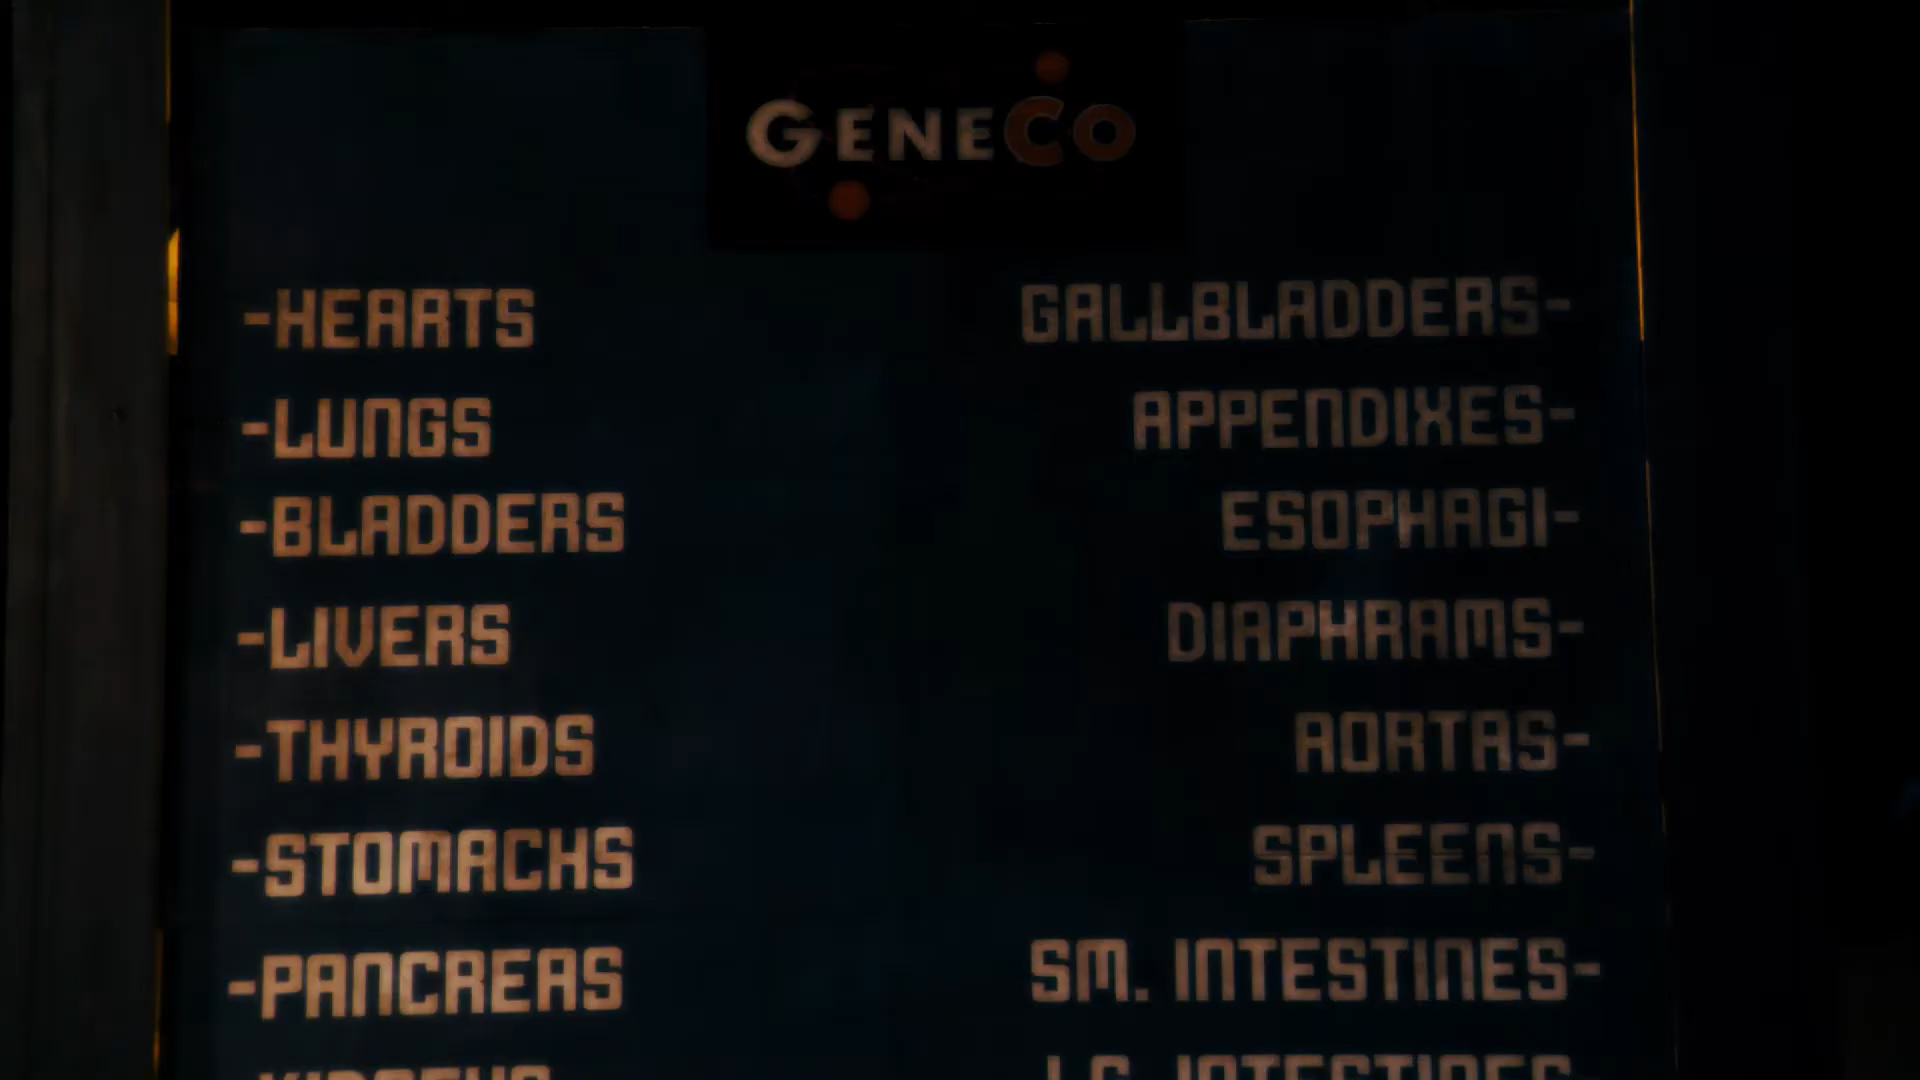 GENECO
-HEARTS
-LUNGS
-BLADDERS
-LIVERS
-THYROIDS
-STOMACHS
-PANCREAS
GALLBLADDERS-
APPENDIXES-
ESOPHAGI-
DIAPHRAMS-
AORTAS-
SPLEENS-
SM. INTESTINES-